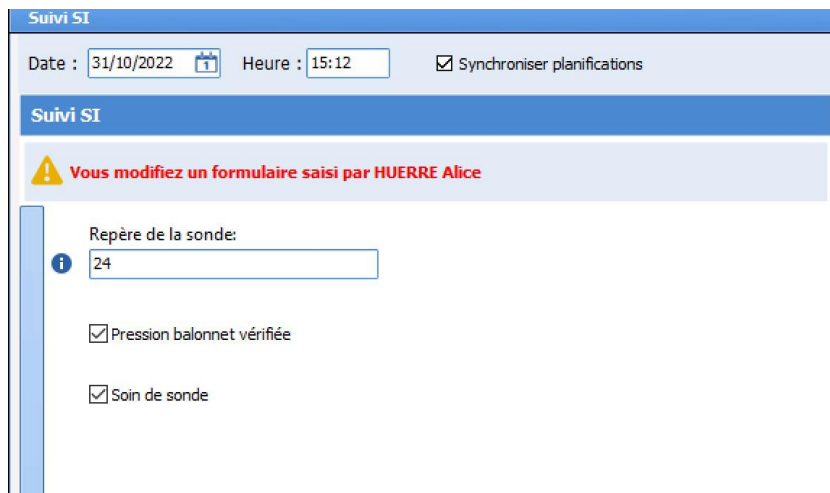 Suivi SI
Date : 31/10/2022 1 Heure : 15:12 Synchroniser planifications
Suivi SI
Vous modifiez un formulaire saisi par HUERRE Alice
Repère de la sonde:
24
Pression balonnet vérifiée
Soin de sonde